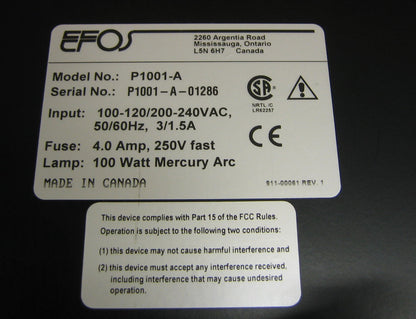 EFOS
2260 Argentia Road
Mississauga, Ontario
L5N 6H7 Canada
Model No.: P1001-A
Serial No.: P1001-A-01286
Input: 100-120/200-240VAC,
50/60Hz, 3/1.5A
Fuse: 4.0 Amp, 250V fast
Lamp: 100 Watt Mercury Arc
SA
NRTL/C
LR62257
CE
MADE IN CANADA
911-00061 REV. 1
This device complies with Part 15 of the FCC Rules.
Operation is subject to the following two conditions:
(1) this device may not cause harmful interference and
(2) this device must accept any interference received,
including interference that may cause undesired
operation.